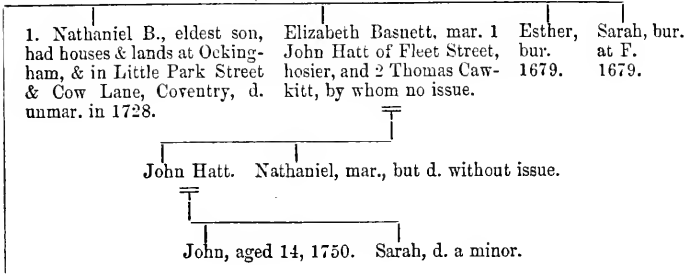 1. Nathaniel B., eldest son,
had houses & lands at Ocking-
ham, & in Little Park Street
& Cow Lane, Coventry, d.
unmar. in 1728.
Elizabeth Basnett, mar. 1
John Hatt of Fleet Street,
hosier, and 2 Thomas Caw-
kitt, by whom no issue.
Esther,
bur.
1679.
Sarah, bur.
at F.
1679.
John Hatt.
Nathaniel, mar., but d. without issue.
John, aged 14, 1750.
Sarah, d. a minor.